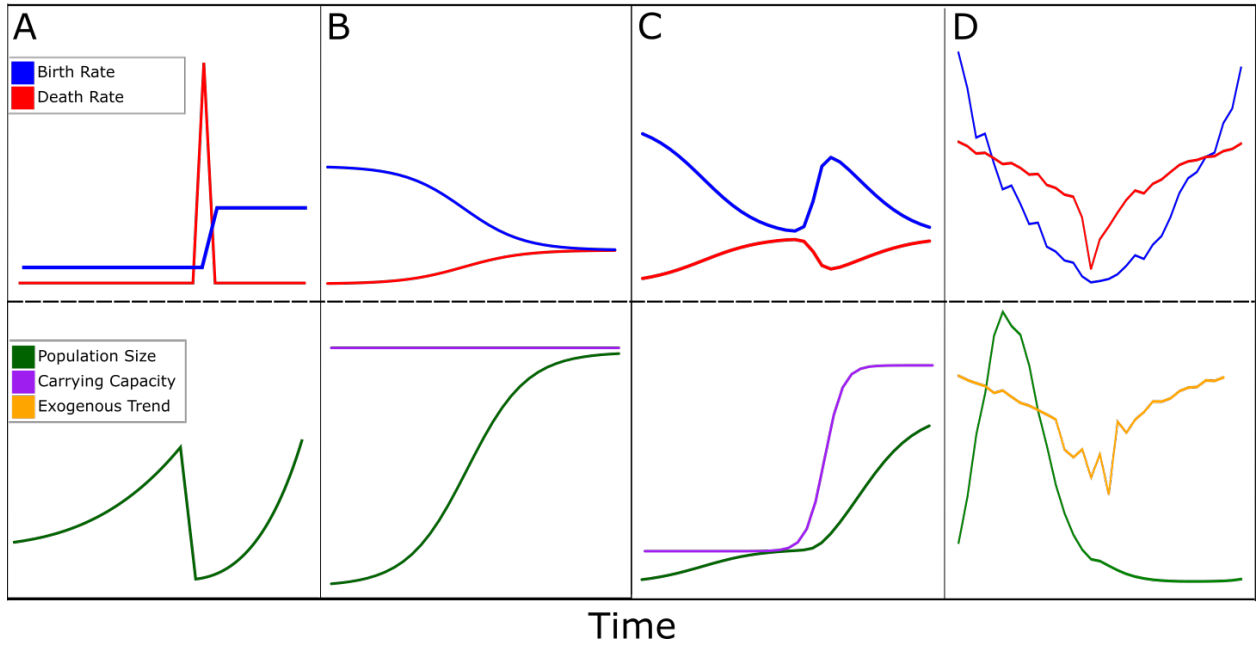 A
B
C
D
Birth Rate
Death Rate
Population Size
Carrying Capacity
Exogenous Trend
Time